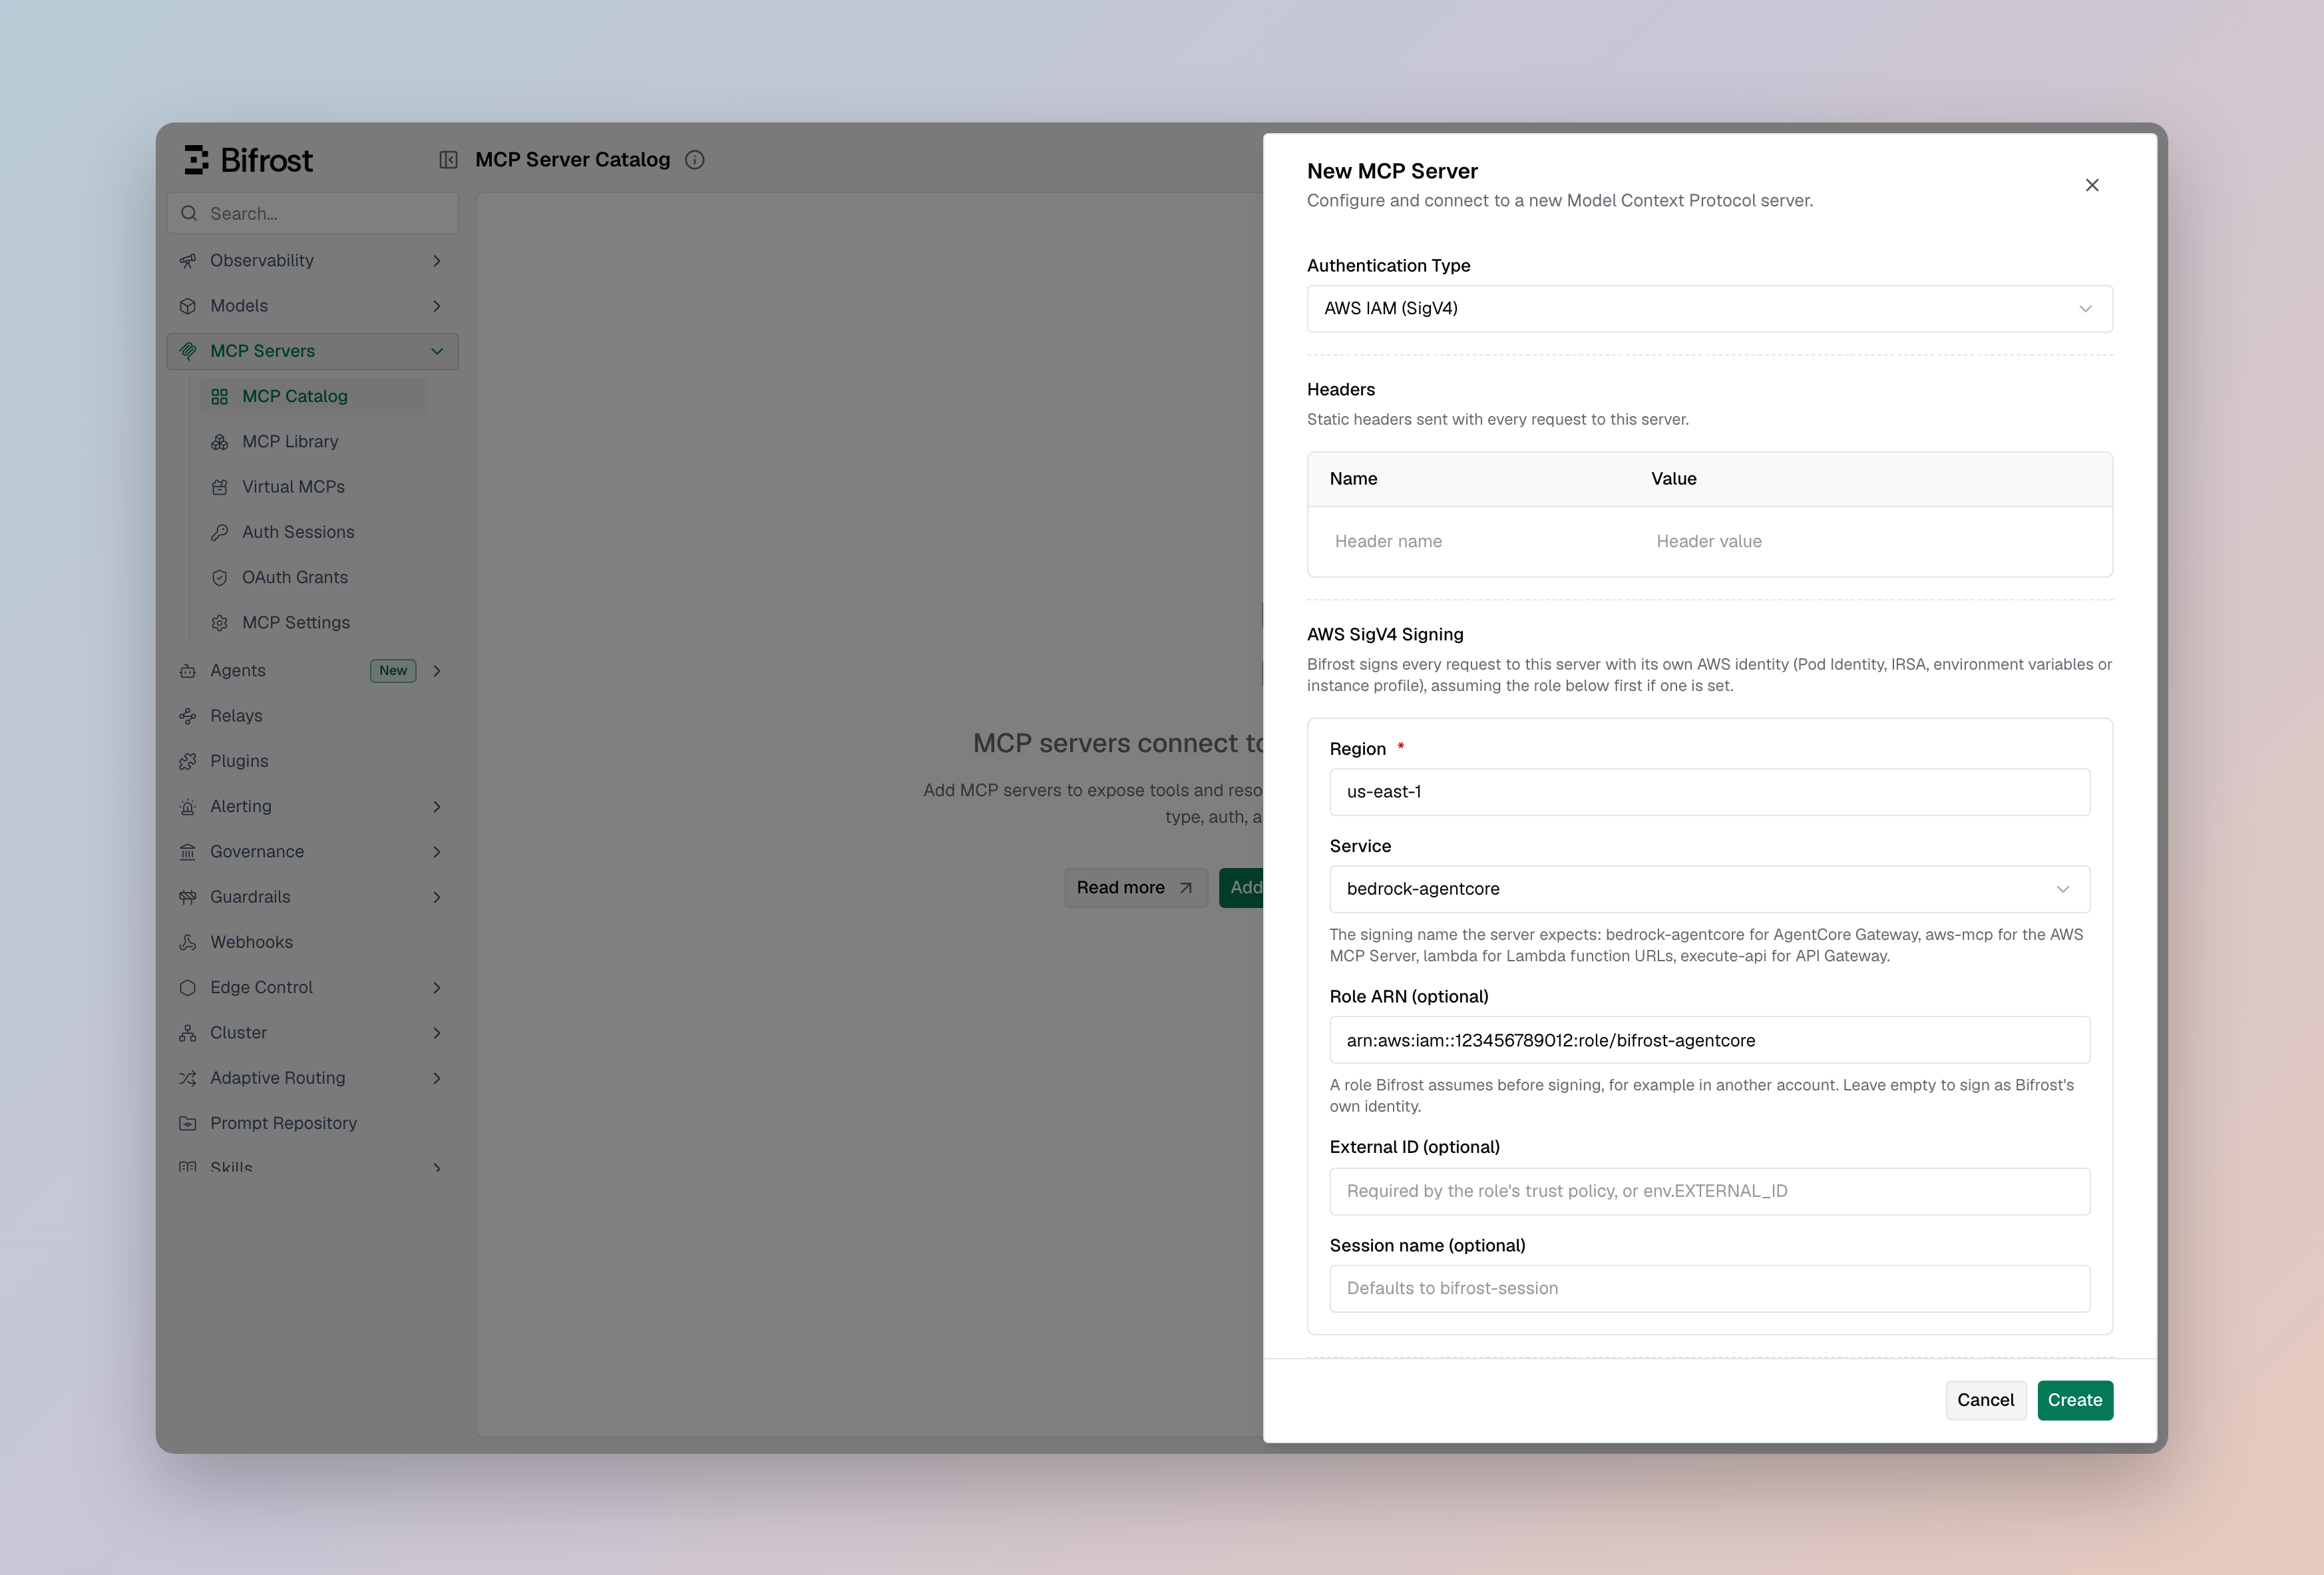 Bifrost
Search...
Observability
Models
MCP Servers
MCP Catalog
MCP Library
Virtual MCPs
Auth Sessions
OAuth Grants
MCP Settings
Agents
New
Relays
Plugins
Alerting
Governance
Guardrails
Webhooks
Edge Control
Cluster
Adaptive Routing
Prompt Repository
Skills
MCP Server Catalog
MCP servers connect to
Add MCP servers to expose tools and reso
type, auth, a
Read more
Add
New MCP Server
Configure and connect to a new Model Context Protocol server.
Authentication Type
AWS IAM (SigV4)
Headers
Static headers sent with every request to this server.
Name Value
Header name Header value
AWS SigV4 Signing
Bifrost signs every request to this server with its own AWS identity (Pod Identity, IRSA, environment variables or
instance profile), assuming the role below first if one is set.
Region *
us-east-1
Service
bedrock-agentcore
The signing name the server expects: bedrock-agentcore for AgentCore Gateway, aws-mcp for the AWS
MCP Server, lambda for Lambda function URLs, execute-api for API Gateway.
Role ARN (optional)
arn:aws:iam::123456789012:role/bifrost-agentcore
A role Bifrost assumes before signing, for example in another account. Leave empty to sign as Bifrost's
own identity.
External ID (optional)
Required by the role's trust policy, or env.EXTERNAL_ID
Session name (optional)
Defaults to bifrost-session
Cancel
Create